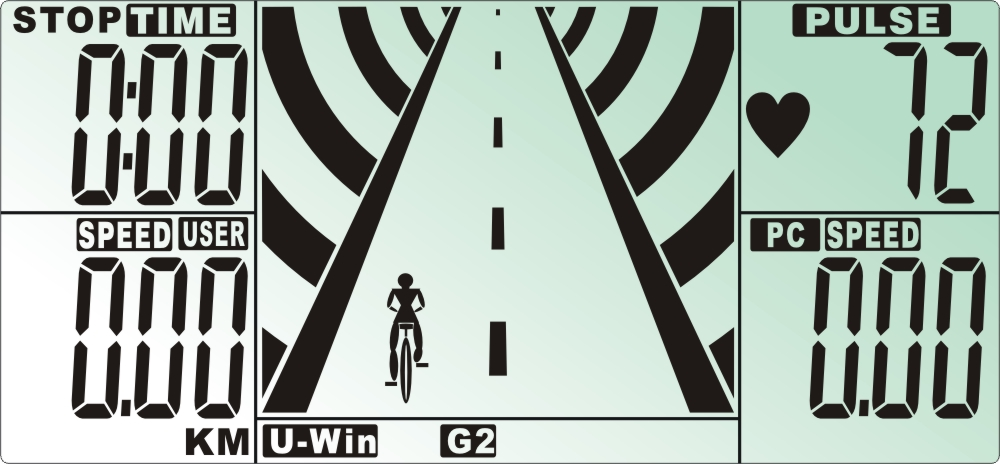 STOP TIME
0:00
SPEED USER
0.00
KM
U-Win G2
PULSE
72
PC SPEED
0.00